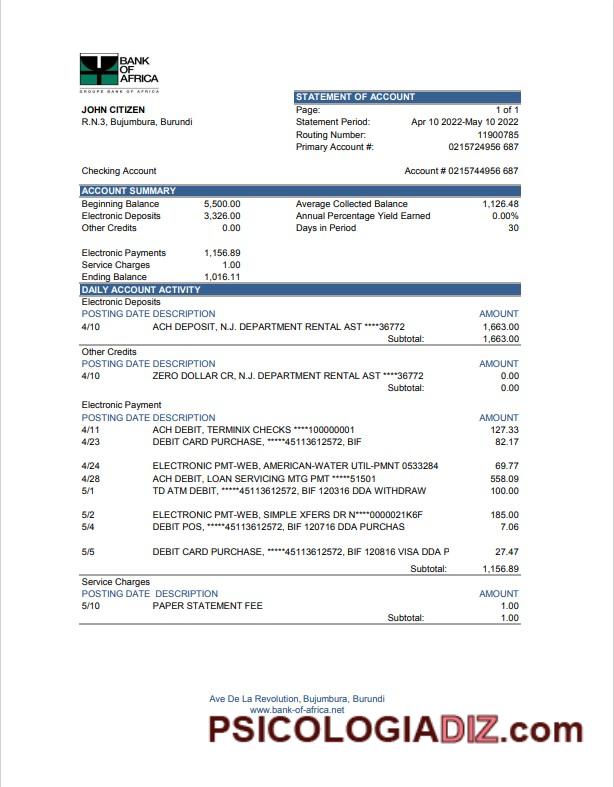 BANK
OF
AFRICA
GROUPE BANK OF AFRICA
STATEMENT OF ACCOUNT
JOHN CITIZEN Page: 1 of 1
R.N.3, Bujumbura, Burundi Statement Period: Apr 10 2022-May 10 2022
Routing Number: 11900785
Primary Account #: 0215724956 687
Checking Account Account # 0215744956 687
ACCOUNT SUMMARY
Beginning Balance 5,500.00 Average Collected Balance 1,126.48
Electronic Deposits 3,326.00 Annual Percentage Yield Earned 0.00%
Other Credits 0.00 Days in Period 30
Electronic Payments 1,156.89
Service Charges 1.00
Ending Balance 1,016.11
DAILY ACCOUNT ACTIVITY
Electronic Deposits
POSTING DATE DESCRIPTION AMOUNT
4/10 ACH DEPOSIT, N.J. DEPARTMENT RENTAL AST ****36772 1,663.00
Subtotal: 1,663.00
Other Credits
POSTING DATE DESCRIPTION AMOUNT
4/10 ZERO DOLLAR CR, N.J. DEPARTMENT RENTAL AST ****36772 0.00
Subtotal: 0.00
Electronic Payment
POSTING DATE DESCRIPTION AMOUNT
4/11 ACH DEBIT, TERMINIX CHECKS ****100000001 127.33
4/23 DEBIT CARD PURCHASE, *****45113612572, BIF 82.17
4/24 ELECTRONIC PMT-WEB, AMERICAN-WATER UTIL-PMNT 0533284 69.77
4/28 ACH DEBIT, LOAN SERVICING MTG PMT *****51501 558.09
5/1 TD ATM DEBIT, *****45113612572, BIF 120316 DDA WITHDRAW 100.00
5/2 ELECTRONIC PMT-WEB, SIMPLE XFERS DR N****0000021K6F 185.00
5/4 DEBIT POS, *****45113612572, BIF 120716 DDA PURCHAS 7.06
5/5 DEBIT CARD PURCHASE, *****45113612572, BIF 120816 VISA DDA P 27.47
Subtotal: 1,156.89
Service Charges
POSTING DATE DESCRIPTION AMOUNT
5/10 PAPER STATEMENT FEE 1.00
Subtotal: 1.00
Ave De La Revolution, Bujumbura, Burundi
www.bank-of-africa.net
PSICOLOGIADIZ.com